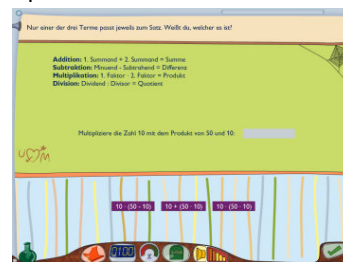 Nur einer der drei Terme passt jeweils zum Satz. Weißt du, welcher es ist?
Addition: 1. Summand + 2. Summand = Summe
Subtraktion: Minuend - Subtrahend = Differenz
Multiplikation: 1. Faktor · 2. Faktor = Produkt
Division: Dividend : Divisor = Quotient
Multipliziere die Zahl 10 mit dem Produkt von 50 und 10:
10 · (50 - 10) 10 + (50 · 10) 10 · (50 · 10)
01:00